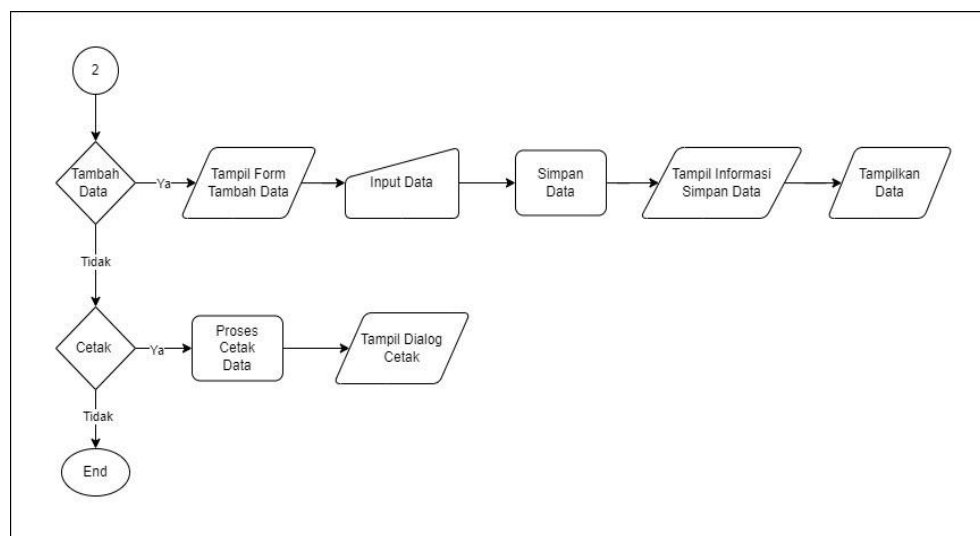 2
Tambah
Data
Ya
Tampil Form
Tambah Data
Input Data
Simpan
Data
Tampil Informasi
Simpan Data
Tampilkan
Data
Tidak
Cetak
Ya
Proses
Cetak
Data
Tampil Dialog
Cetak
Tidak
End